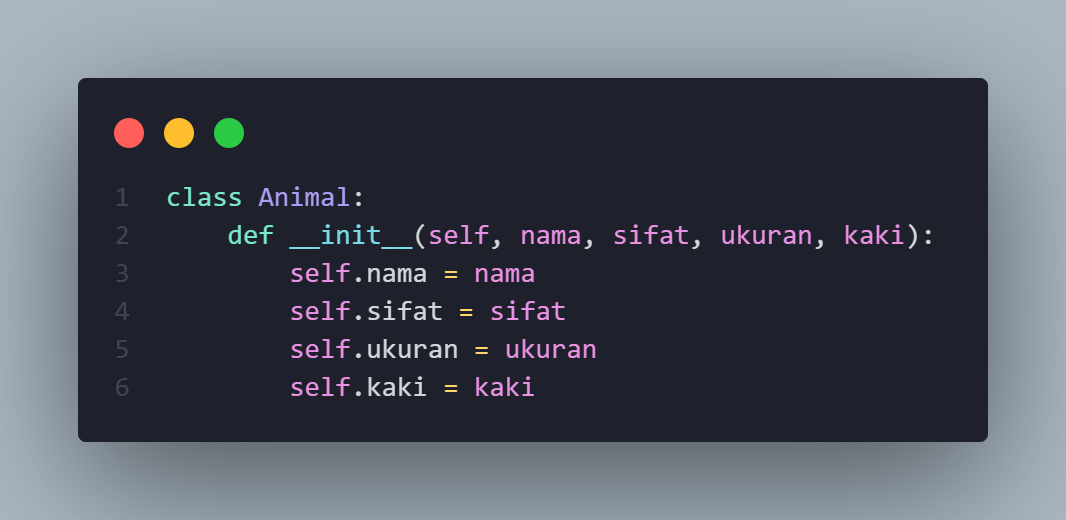 1 class Animal:
2     def __init__(self, nama, sifat, ukuran, kaki):
3         self.nama = nama
4         self.sifat = sifat
5         self.ukuran = ukuran
6         self.kaki = kaki